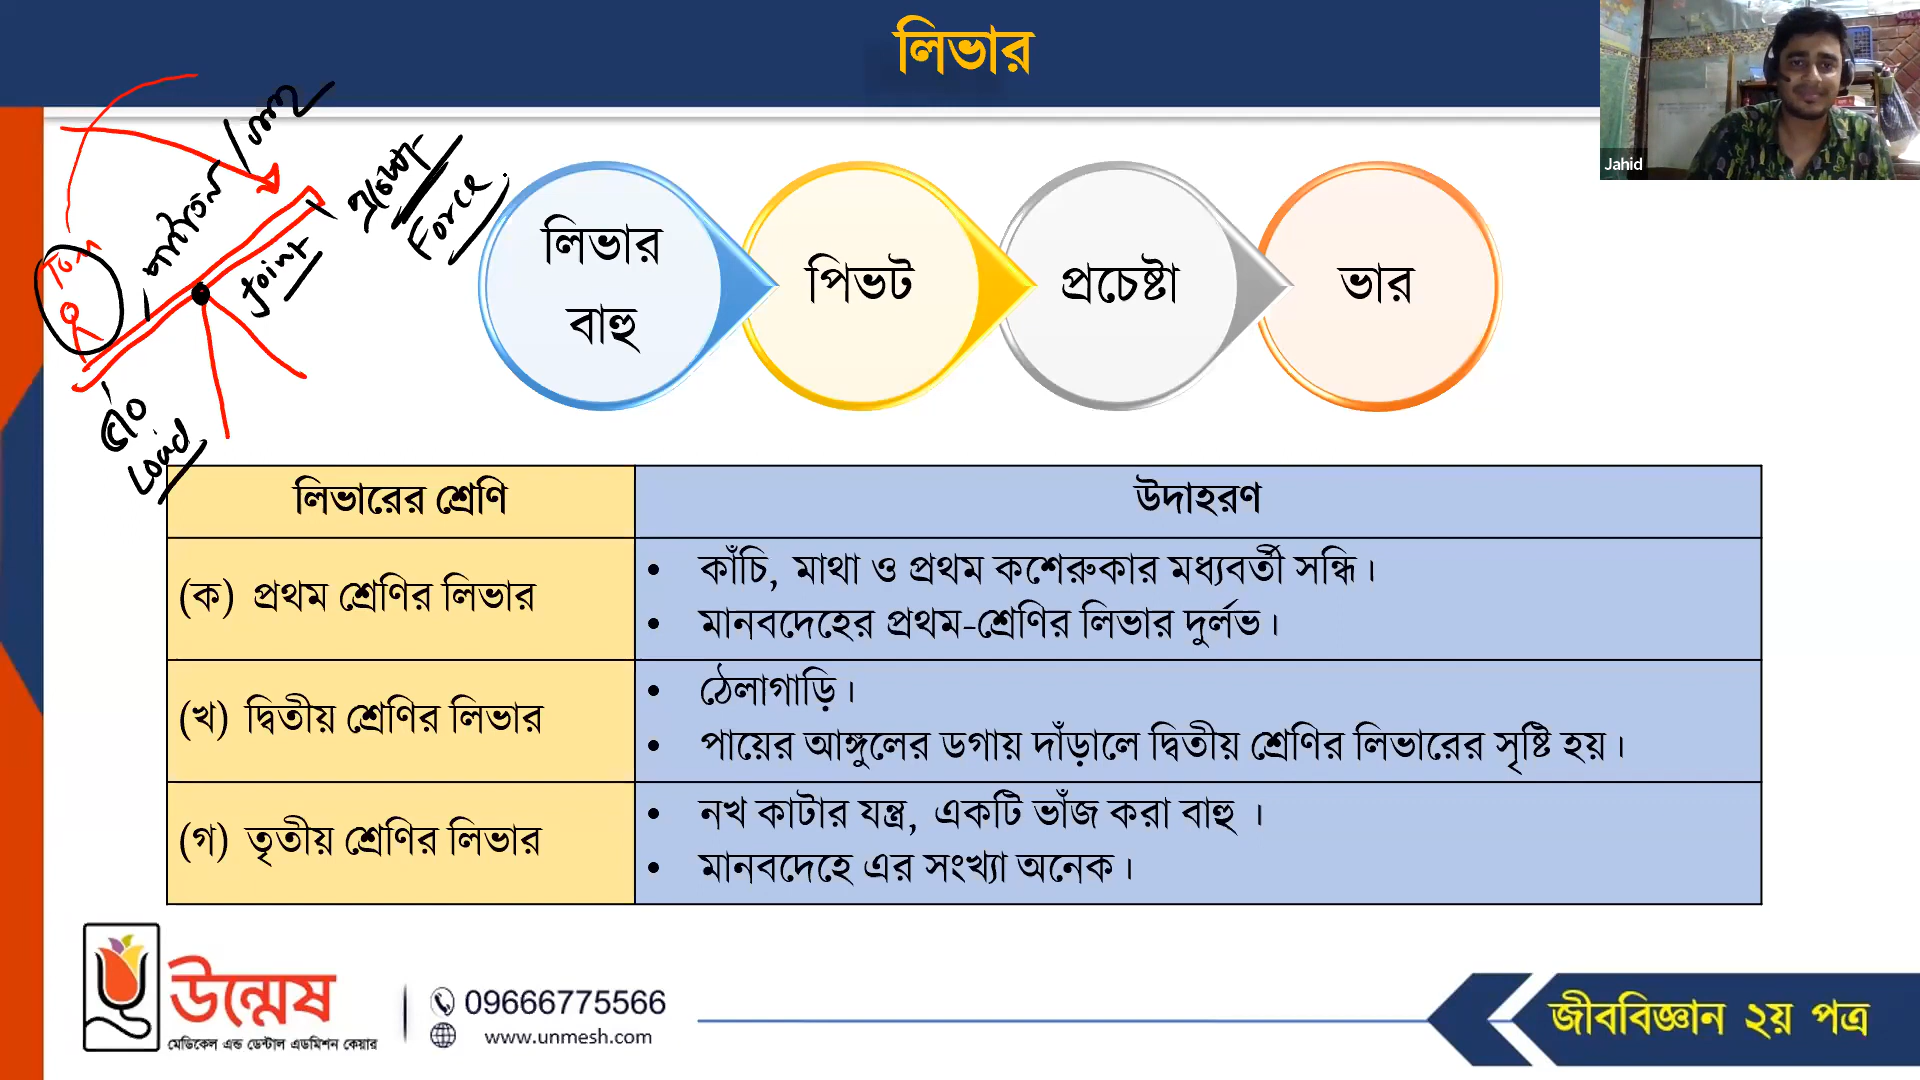 লিভার
Jahid
Joint
Force
Load
লিভার
বাহু
পিভট
প্রচেষ্টা
ভার
লিভারের শ্রেণি
উদাহরণ
(ক) প্রথম শ্রেণির লিভার
• কাঁচি, মাথা ও প্রথম কশেরুকার মধ্যবর্তী সন্ধি।
• মানবদেহের প্রথম-শ্রেণির লিভার দুর্লভ।
(খ) দ্বিতীয় শ্রেণির লিভার
• ঠেলাগাড়ি।
• পায়ের আঙ্গুলের ডগায় দাঁড়ালে দ্বিতীয় শ্রেণির লিভারের সৃষ্টি হয়।
(গ) তৃতীয় শ্রেণির লিভার
• নখ কাটার যন্ত্র, একটি ভাঁজ করা বাহু ।
• মানবদেহে এর সংখ্যা অনেক।
উন্মেষ
মেডিকেল এন্ড ডেন্টাল এডমিশন কেয়ার
09666775566
www.unmesh.com
জীববিজ্ঞান ২য় পত্র